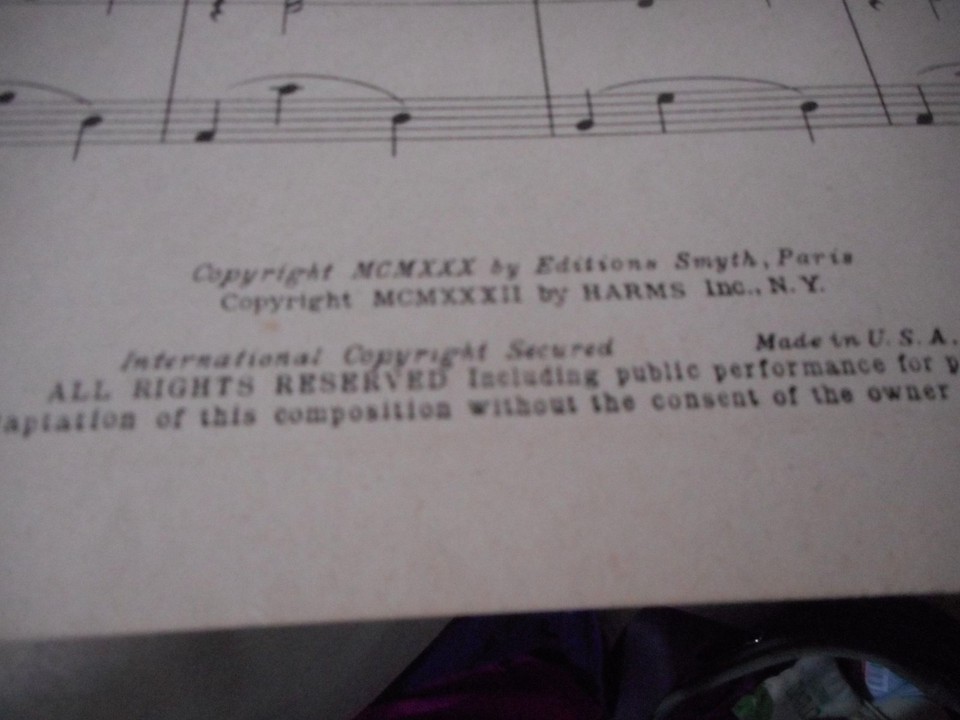 Copyright MCMXXX by Editions Smyth, Paris
Copyright MCMXXXII by HARMS Inc., N.Y.
International Copyright Secured Made in U.S.A.
ALL RIGHTS RESERVED Including public performance for p
aptation of this composition without the consent of the owner